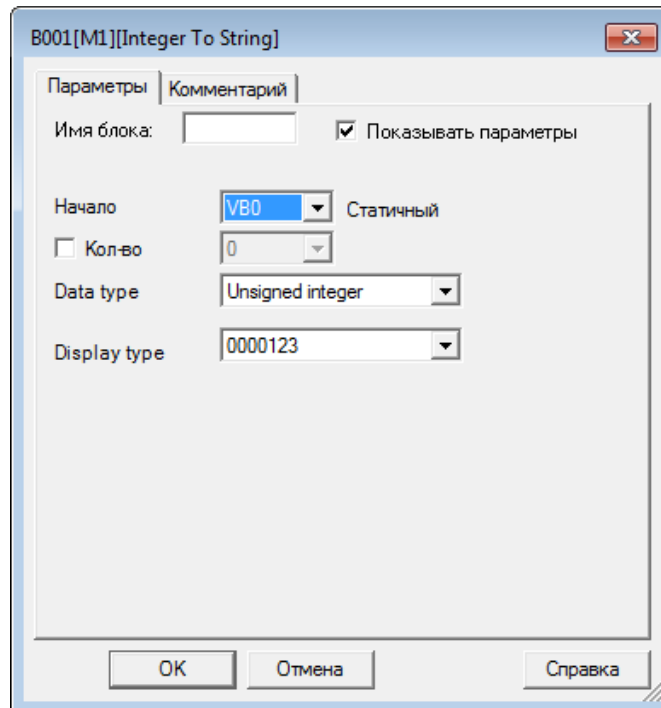 B001[M1][Integer To String]
Параметры Комментарий
Имя блока: Показывать параметры
Начало VB0 Статичный
Кол-во 0
Data type Unsigned integer
Display type 0000123
OK Отмена Справка